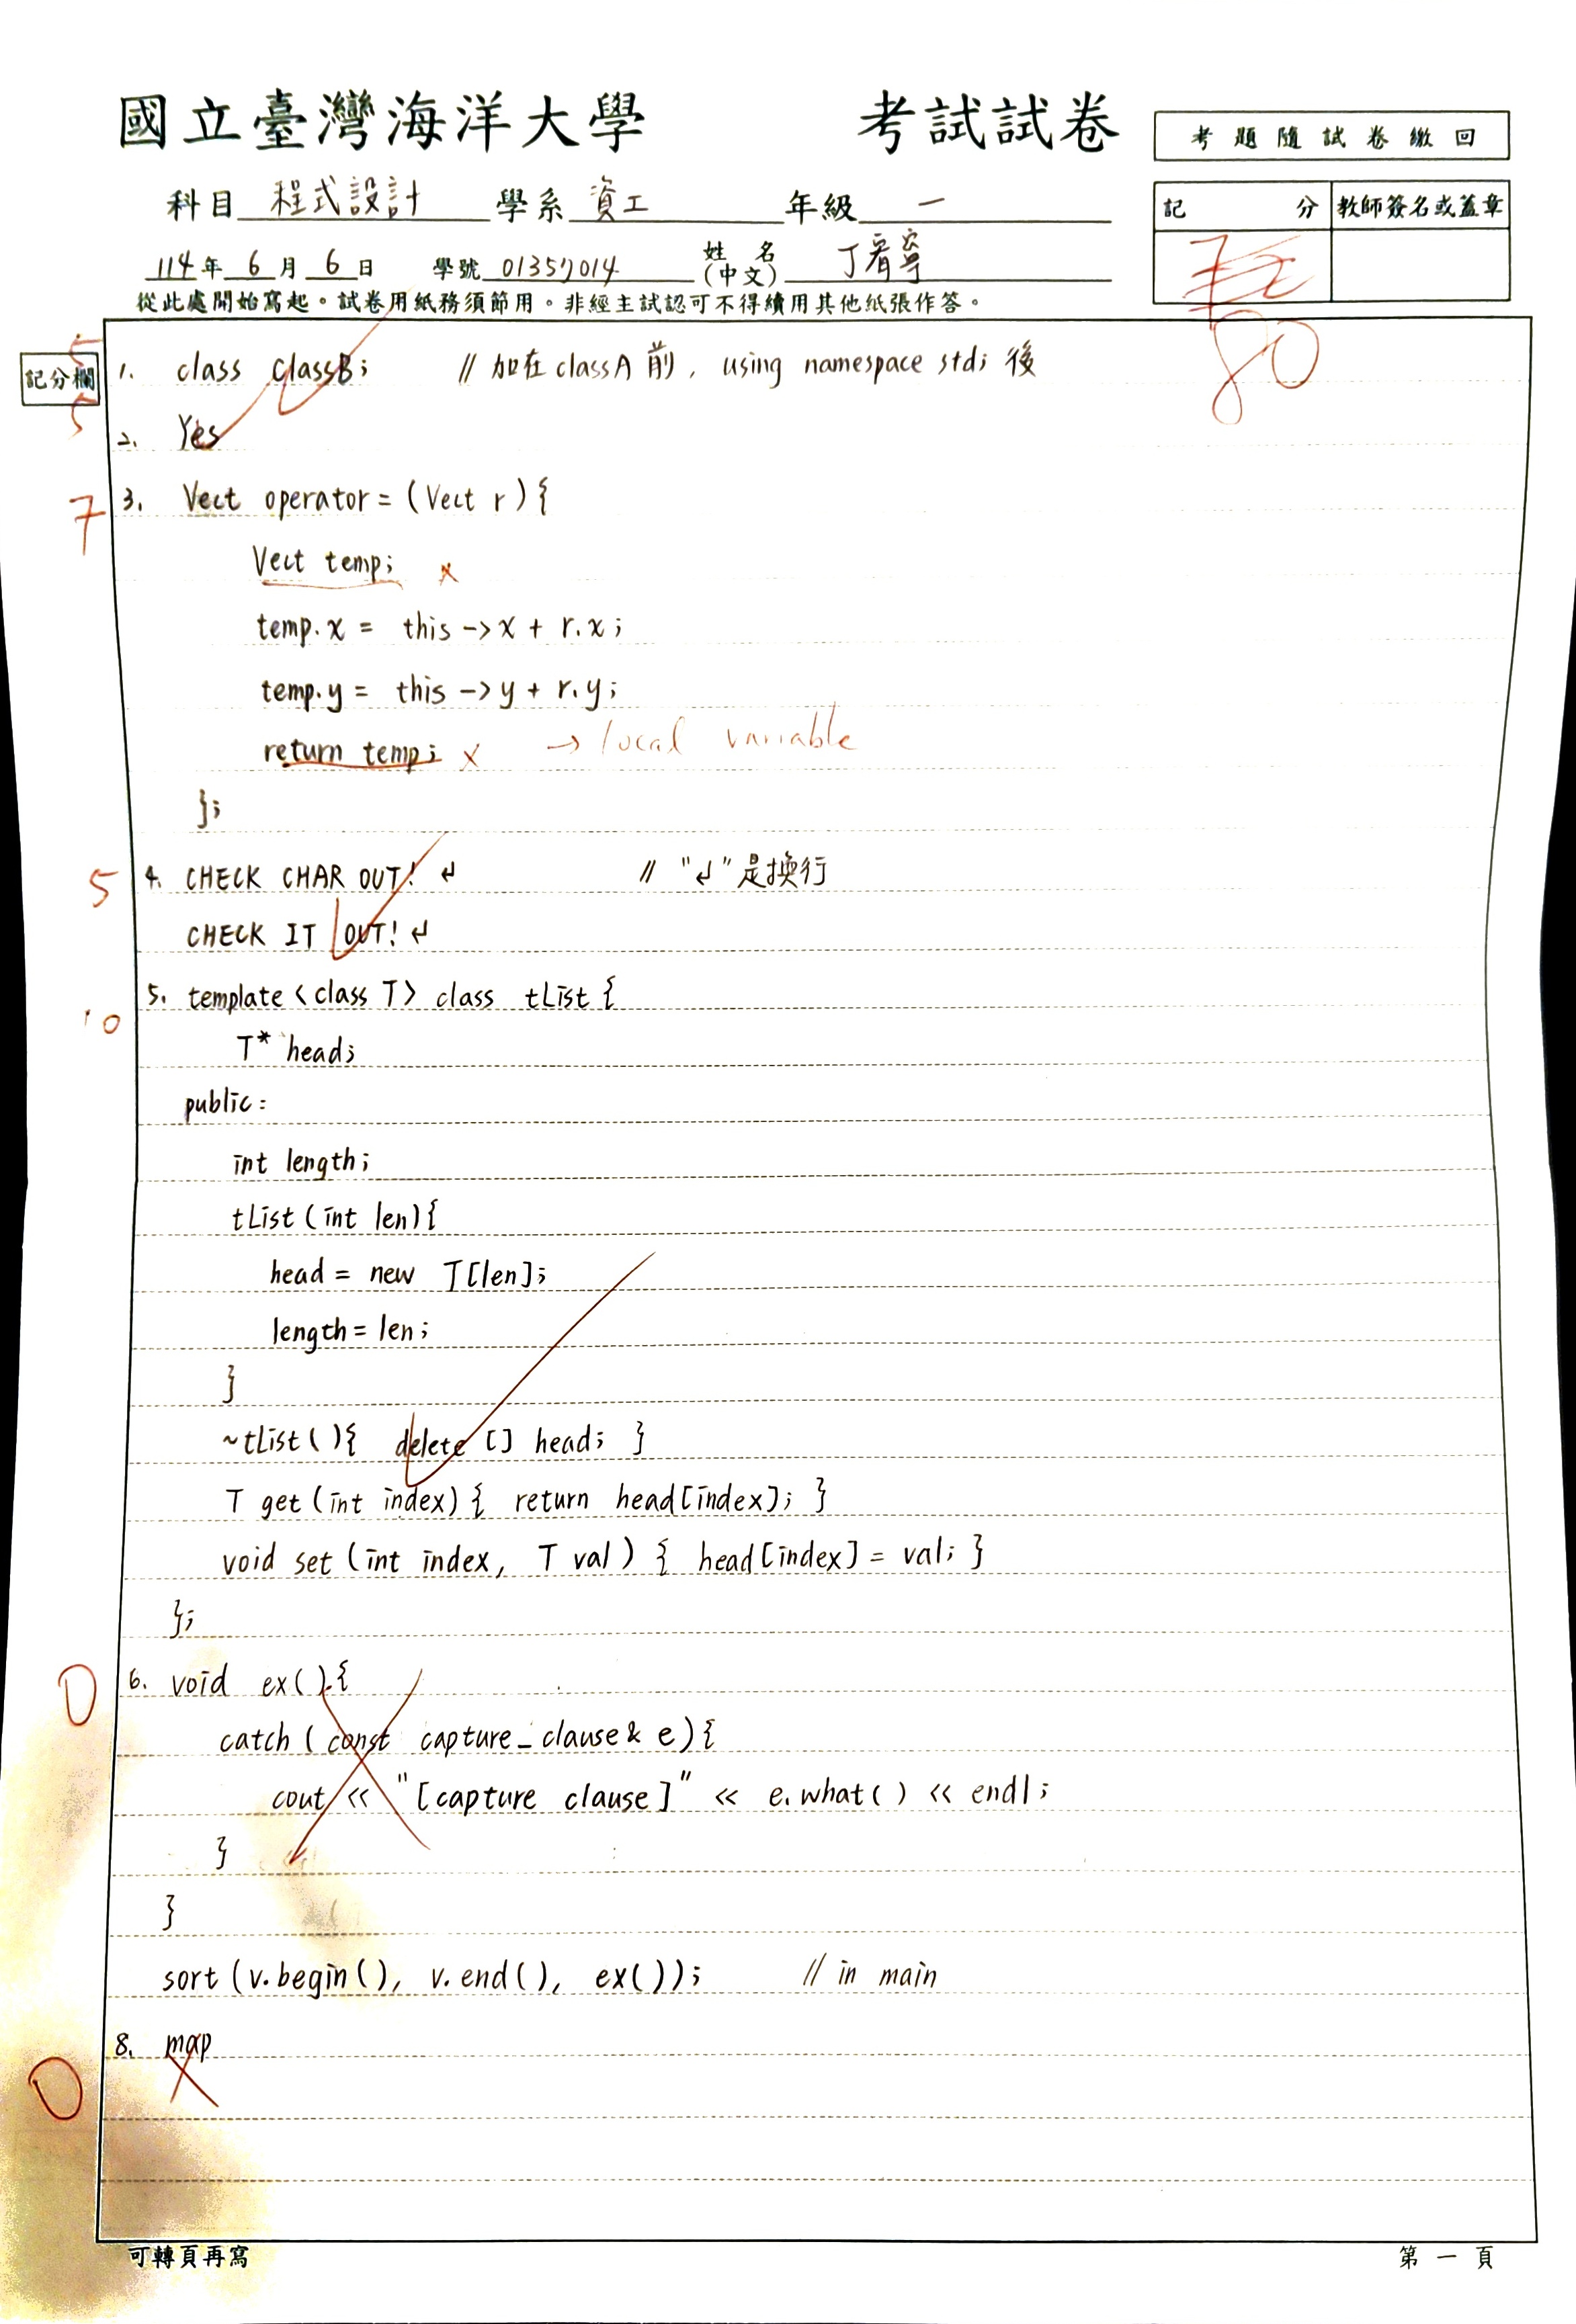 國立臺灣海洋大學 考試試卷
考題隨試卷繳回
科目 程式設計 學系 資工 年級 一
記分 教師簽名或蓋章
114年 6月 6日 學號 01357014 姓名(中文) 丁睿寧
從此處開始寫起。試卷用紙務須節用。非經主試認可不得續用其他紙張作答。
80
記分欄
5 1. class classB; // 加在 classA 前, using namespace std; 後
5 2. Yes
7 3. Vect operator = (Vect r) {
Vect temp; x
temp.x = this -> x + r.x;
temp.y = this -> y + r.y;
return temp; x → local variable
};
5 4. CHECK CHAR OUT! ↲ // "↲" 是換行
CHECK IT OUT! ↲
10 5. template <class T> class tList {
T* head;
public:
int length;
tList (int len){
head = new T[len];
length = len;
}
~tList(){ delete [] head; }
T get (int index) { return head[index]; }
void set (int index, T val) { head[index] = val; }
};
0 6. void ex() {
catch ( const capture_clause& e) {
cout << "[capture clause]" << e.what() << endl;
}
}
sort (v.begin(), v.end(), ex()); // in main
0 8. map
可轉頁再寫
第一頁